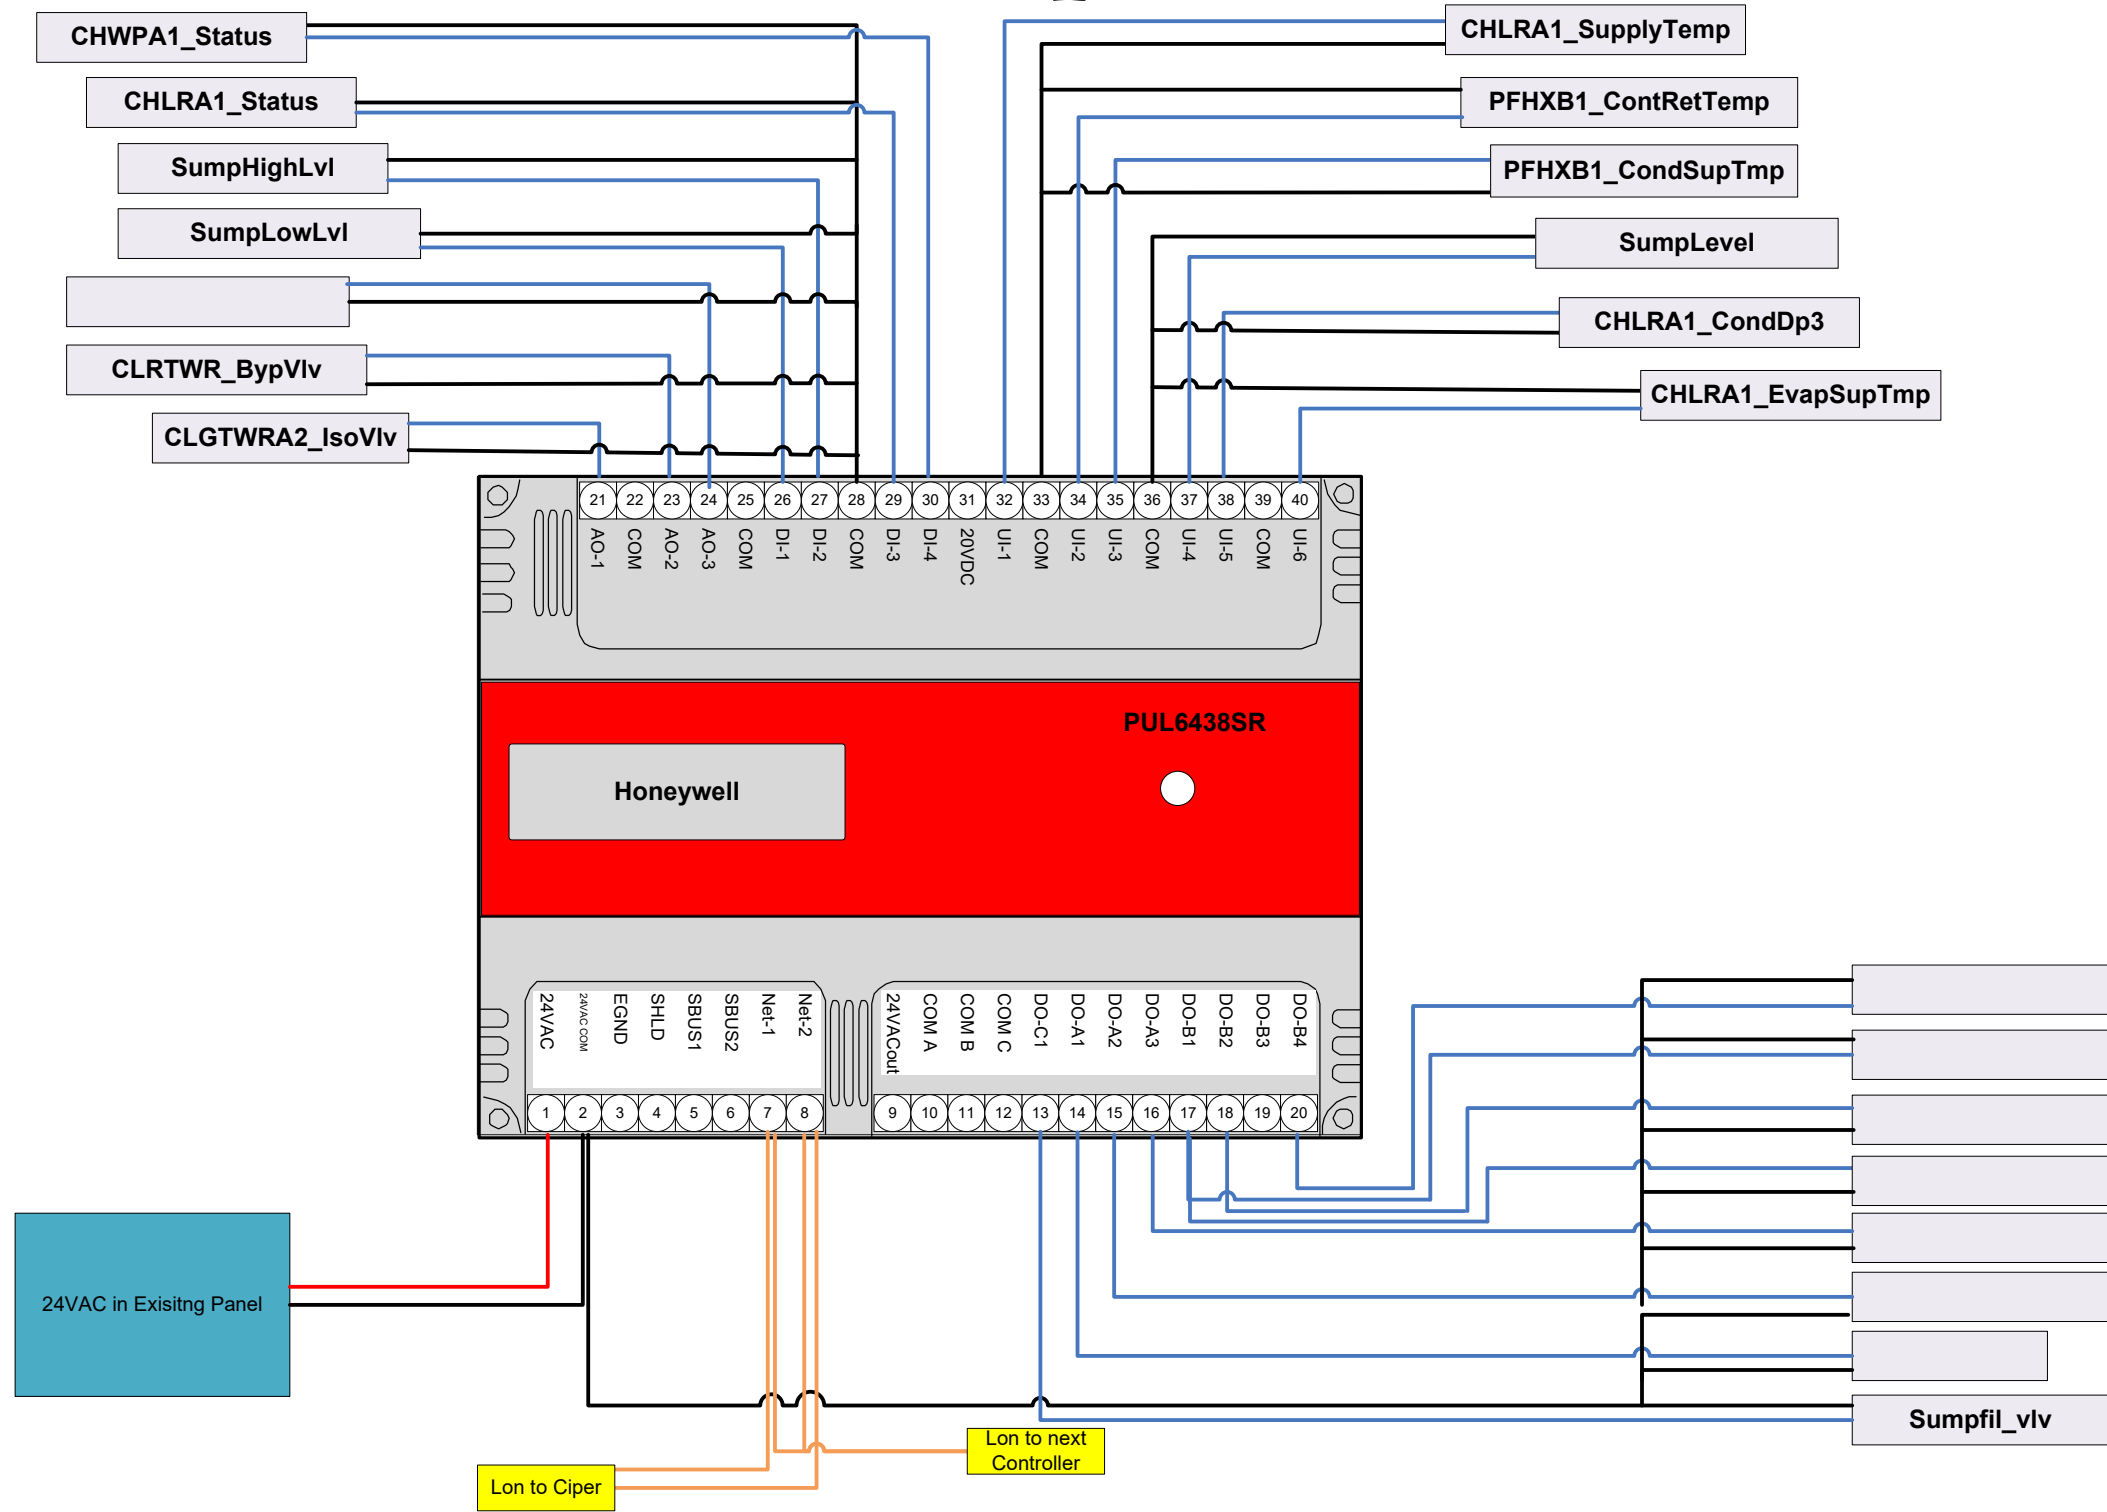 CHWPA1_Status
CHLRA1_SupplyTemp
CHLRA1_Status
PFHXB1_ContRetTemp
SumpHighLvl
PFHXB1_CondSupTmp
SumpLowLvl
SumpLevel
CHLRA1_CondDp3
CLRTWR_BypVlv
CHLRA1_EvapSupTmp
CLGTWRA2_IsoVlv
21 22 23 24 25 26 27 28 29 30 31 32 33 34 35 36 37 38 39 40
AO-1 COM AO-2 AO-3 COM DI-1 DI-2 COM DI-3 DI-4 20VDC UI-1 COM UI-2 UI-3 COM UI-4 UI-5 COM UI-6
PUL6438SR
Honeywell
24VAC 24VAC COM EGND SHLD SBUS1 SBUS2 Net-1 Net-2 24VACout COM A COM B COM C DO-C1 DO-A1 DO-A2 DO-A3 DO-B1 DO-B2 DO-B3 DO-B4
1 2 3 4 5 6 7 8 9 10 11 12 13 14 15 16 17 18 19 20
24VAC in Exisitng Panel
Sumpfil_vlv
Lon to next
Controller
Lon to Ciper